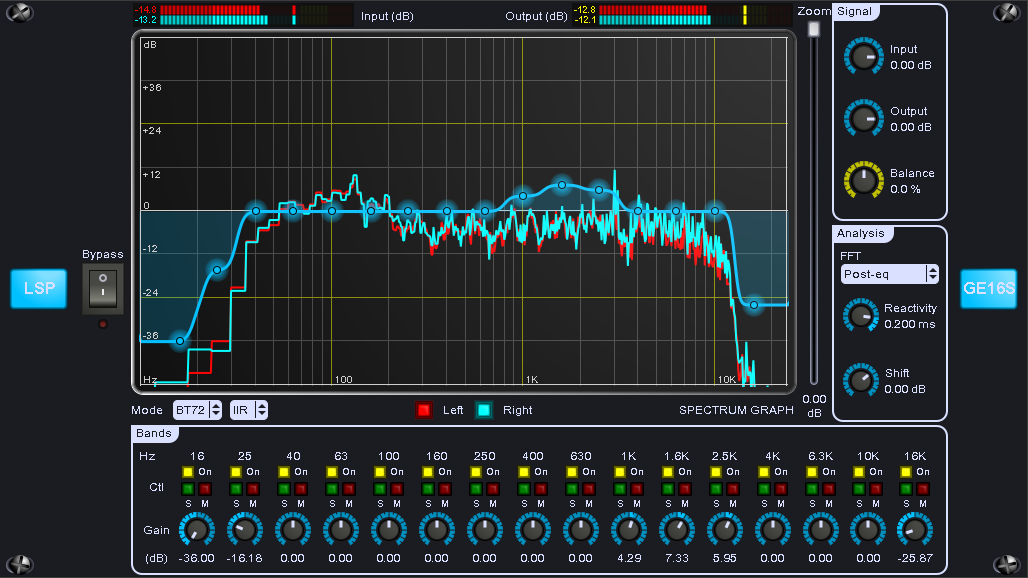 -14.8
-13.2
Input (dB)
Output (dB)
-12.8
-12.1
Zoom
Signal
dB
+36
+24
+12
0
-12
-24
-36
Hz
100
1K
10K
Input
0.00 dB
Output
0.00 dB
Balance
0.0 %
Analysis
FFT
Post-eq
Reactivity
0.200 ms
Shift
0.00 dB
Bypass
LSP
GE16S
0.00
dB
Mode
BT72
IIR
Left
Right
SPECTRUM GRAPH
Bands
Hz 16 25 40 63 100 160 250 400 630 1K 1.6K 2.5K 4K 6.3K 10K 16K
On On On On On On On On On On On On On On On On
Ctl
S M S M S M S M S M S M S M S M S M S M S M S M S M S M S M S M
Gain
(dB) -36.00 -16.18 0.00 0.00 0.00 0.00 0.00 0.00 0.00 4.29 7.33 5.95 0.00 0.00 0.00 -25.87